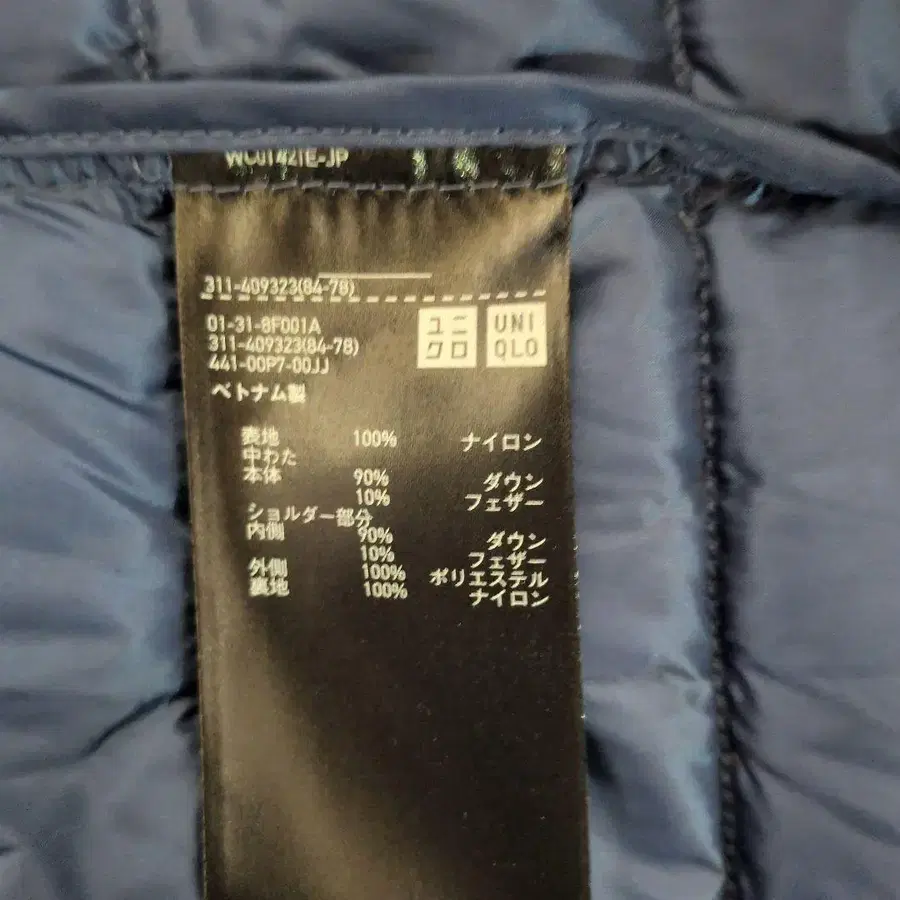 WC01421E-JP
311-409323(84-78)
01-31-8F001A
311-409323(84-78)
441-00P7-00JJ
ベトナム製
ユニ
クロ
UNI
QLO
表地 100% ナイロン
中わた
本体 90% ダウン
10% フェザー
ショルダー部分
内側 90% ダウン
10% フェザー
外側 100% ポリエステル
裏地 100% ナイロン